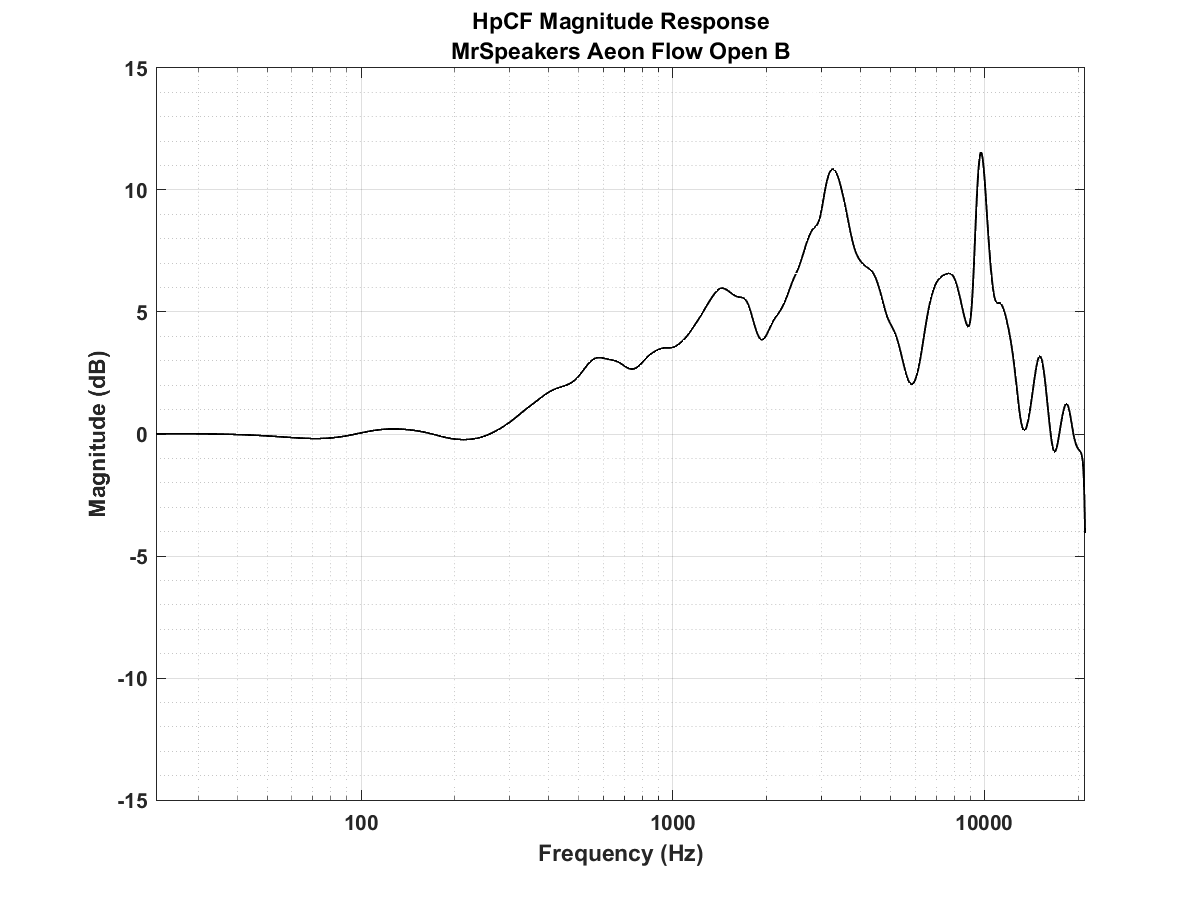 HpCF Magnitude Response
MrSpeakers Aeon Flow Open B
15
10
5
0
-5
-10
-15
Magnitude (dB)
100
1000
10000
Frequency (Hz)